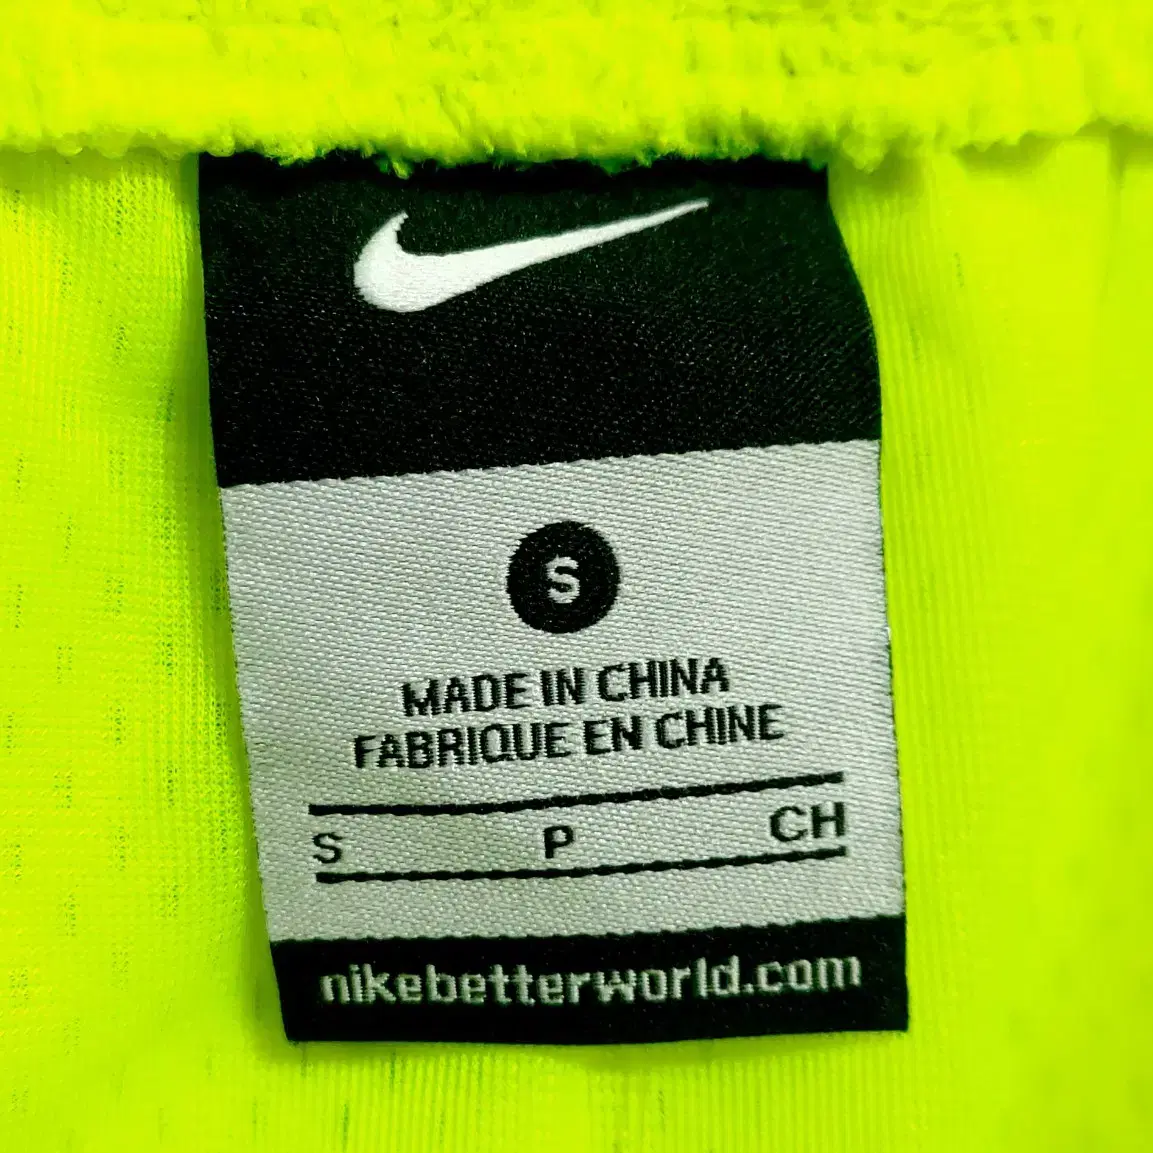 S
MADE IN CHINA
FABRIQUE EN CHINE
S P CH
nikebetterworld.com